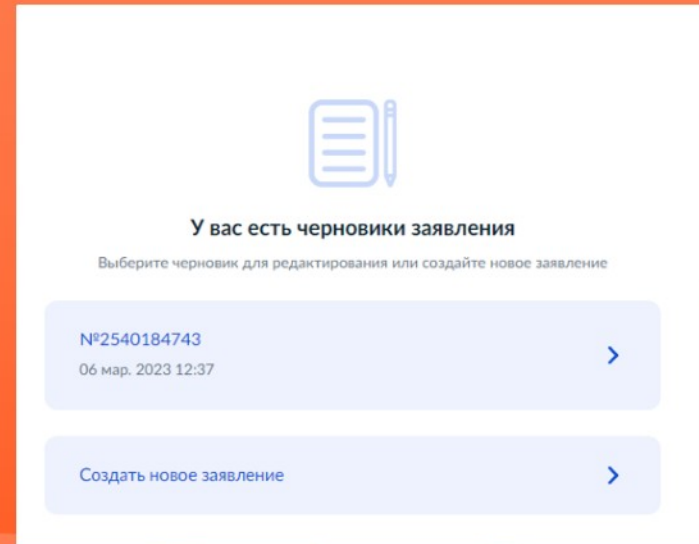 У вас есть черновики заявления
Выберите черновик для редактирования или создайте новое заявление
№2540184743
06 мар. 2023 12:37
Создать новое заявление